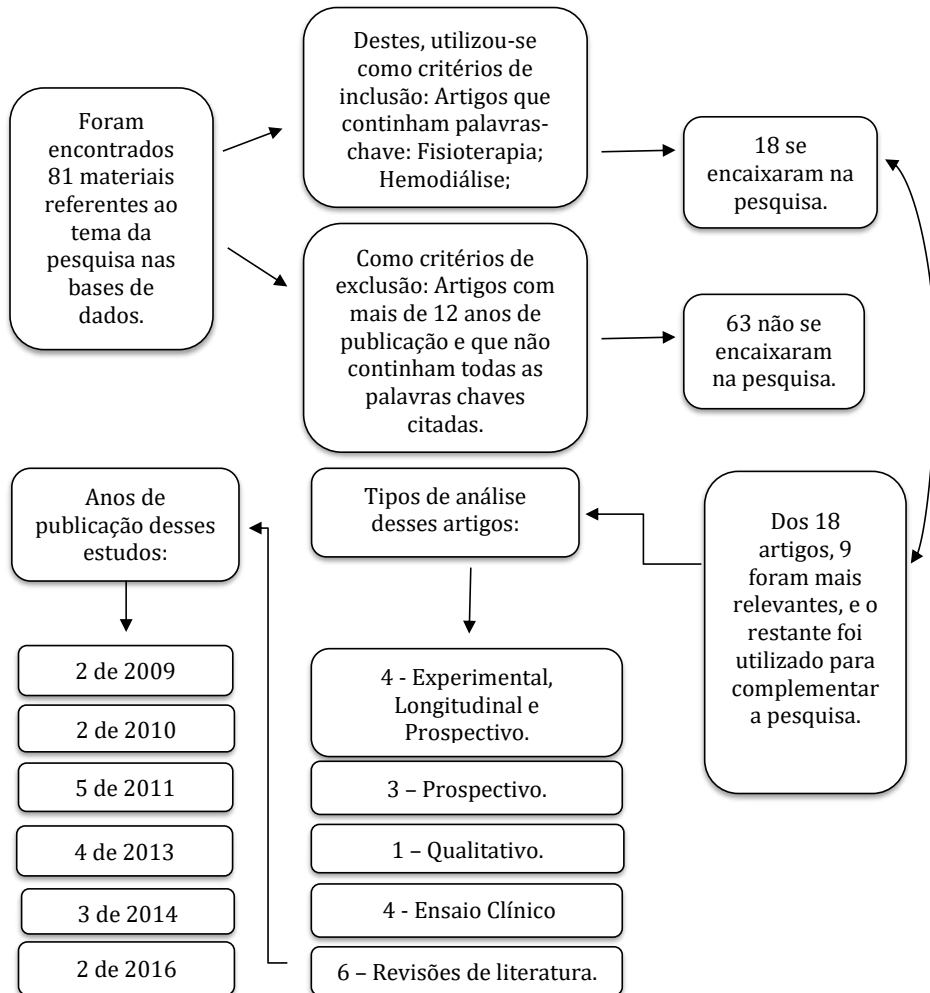 Foram
encontrados
81 materiais
referentes ao
tema da
pesquisa nas
bases de
dados.
Destes, utilizou-se
como critérios de
inclusão: Artigos que
continham palavras-
chave: Fisioterapia;
Hemodiálise;
18 se
encaixaram na
pesquisa.
Como critérios de
exclusão: Artigos com
mais de 12 anos de
publicação e que não
continham todas as
palavras chaves
citadas.
63 não se
encaixaram
na pesquisa.
Dos 18
artigos, 9
foram mais
relevantes, e o
restante foi
utilizado para
complementar
a pesquisa.
Tipos de análise
desses artigos:
4 - Experimental,
Longitudinal e
Prospectivo.
3 – Prospectivo.
1 – Qualitativo.
4 - Ensaio Clínico
6 – Revisões de literatura.
Anos de
publicação desses
estudos:
2 de 2009
2 de 2010
5 de 2011
4 de 2013
3 de 2014
2 de 2016